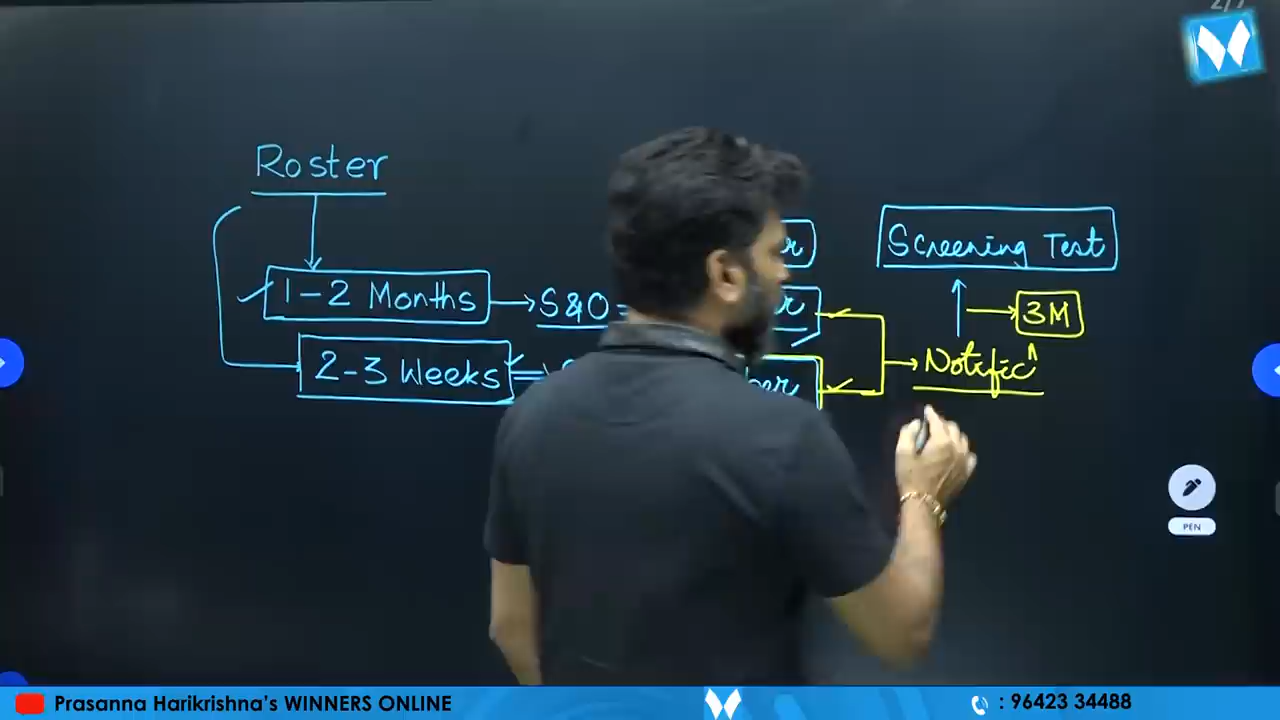 Roster
Screening Test
1-2 Months
S&O =
3M
2-3 Weeks
Notific^n
PEN
Prasanna Harikrishna's WINNERS ONLINE
: 96423 34488